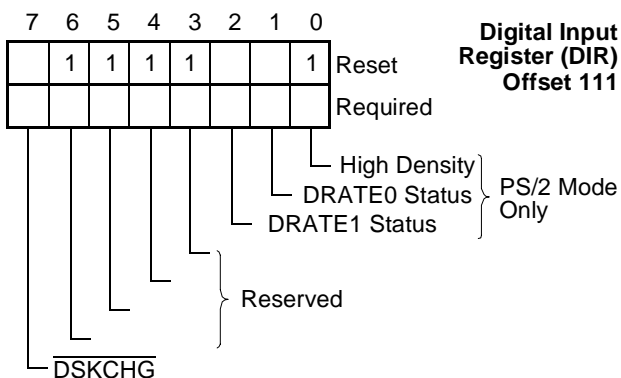 7 6 5 4 3 2 1 0
Digital Input
Register (DIR)
Offset 111
1 1 1 1 1 Reset
Required
High Density
DRATE0 Status
DRATE1 Status
PS/2 Mode
Only
Reserved
DSKCHG